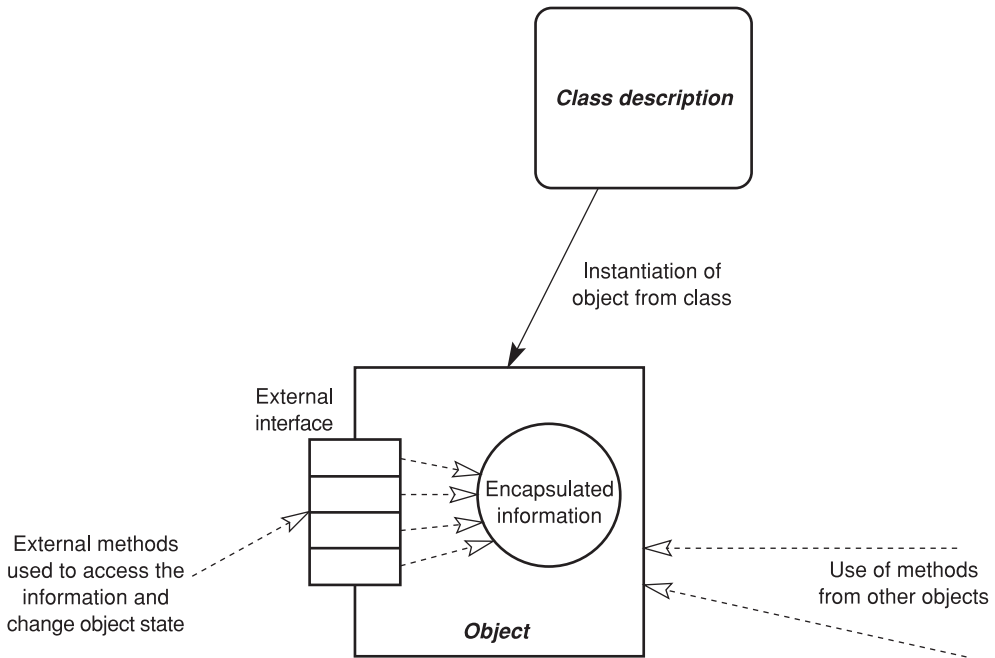 Class description
Instantiation of
object from class
External
interface
Encapsulated
information
External methods
used to access the
information and
change object state
Use of methods
from other objects
Object